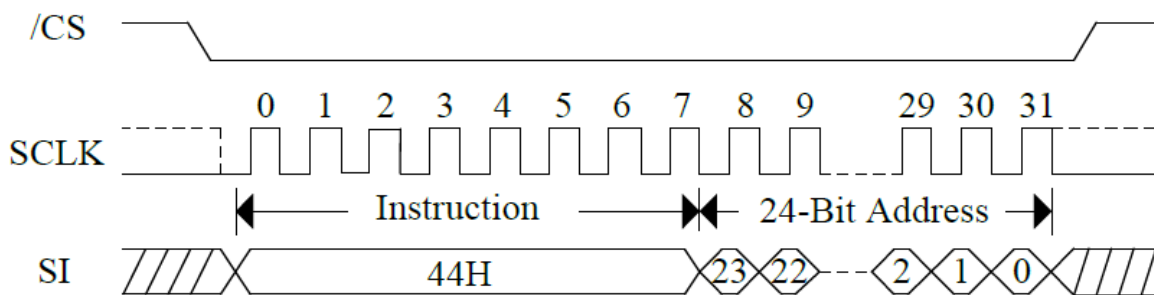 /CS
0 1 2 3 4 5 6 7 8 9 29 30 31
SCLK
Instruction 24-Bit Address
SI 44H 23 22 2 1 0